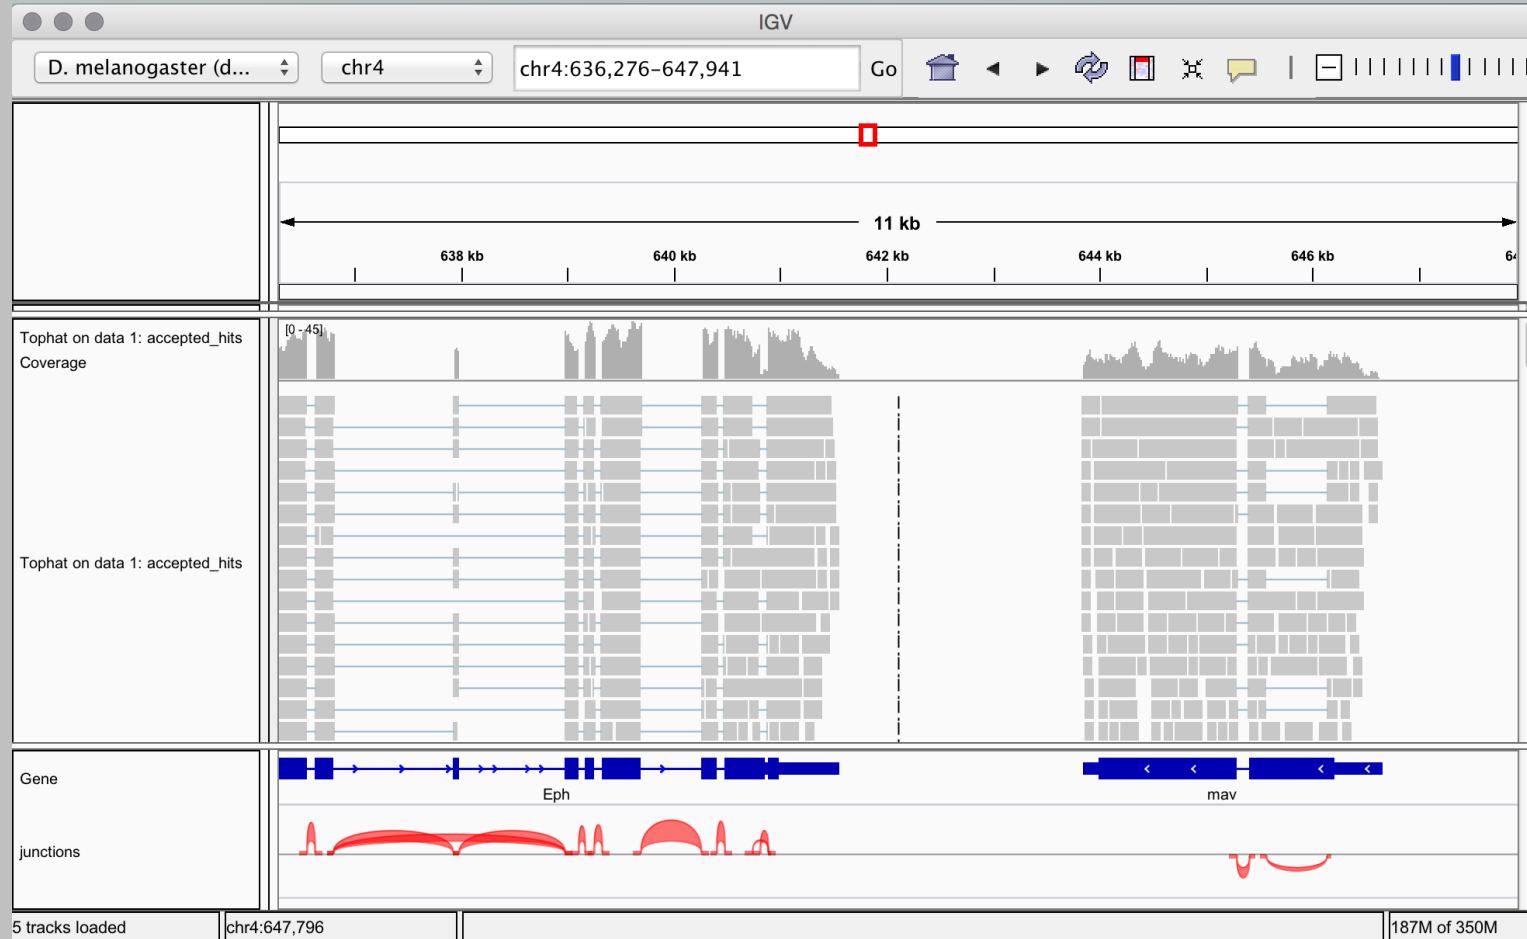 IGV
D. melanogaster (d... chr4 chr4:636,276-647,941 Go
11 kb
638 kb 640 kb 642 kb 644 kb 646 kb
[0 - 45]
Tophat on data 1: accepted_hits
Coverage
Tophat on data 1: accepted_hits
Gene
Eph mav
junctions
5 tracks loaded chr4:647,796 187M of 350M